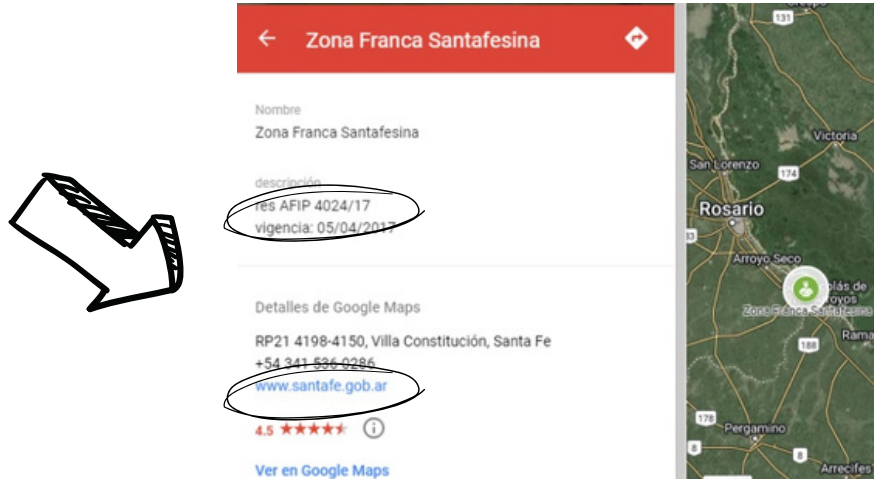 Zona Franca Santafesina
Nombre
Zona Franca Santafesina
descripción
res AFIP 4024/17
vigencia: 05/04/2017
Detalles de Google Maps
RP21 4198-4150, Villa Constitución, Santa Fe
+54 341 536 0286
www.santafe.gob.ar
4.5
Ver en Google Maps
131
Victoria
San Lorenzo
174
Rosario
Arroyo Seco
Zona Franca Santafesina
188
178
Pergamino
8
8
Arrecifes